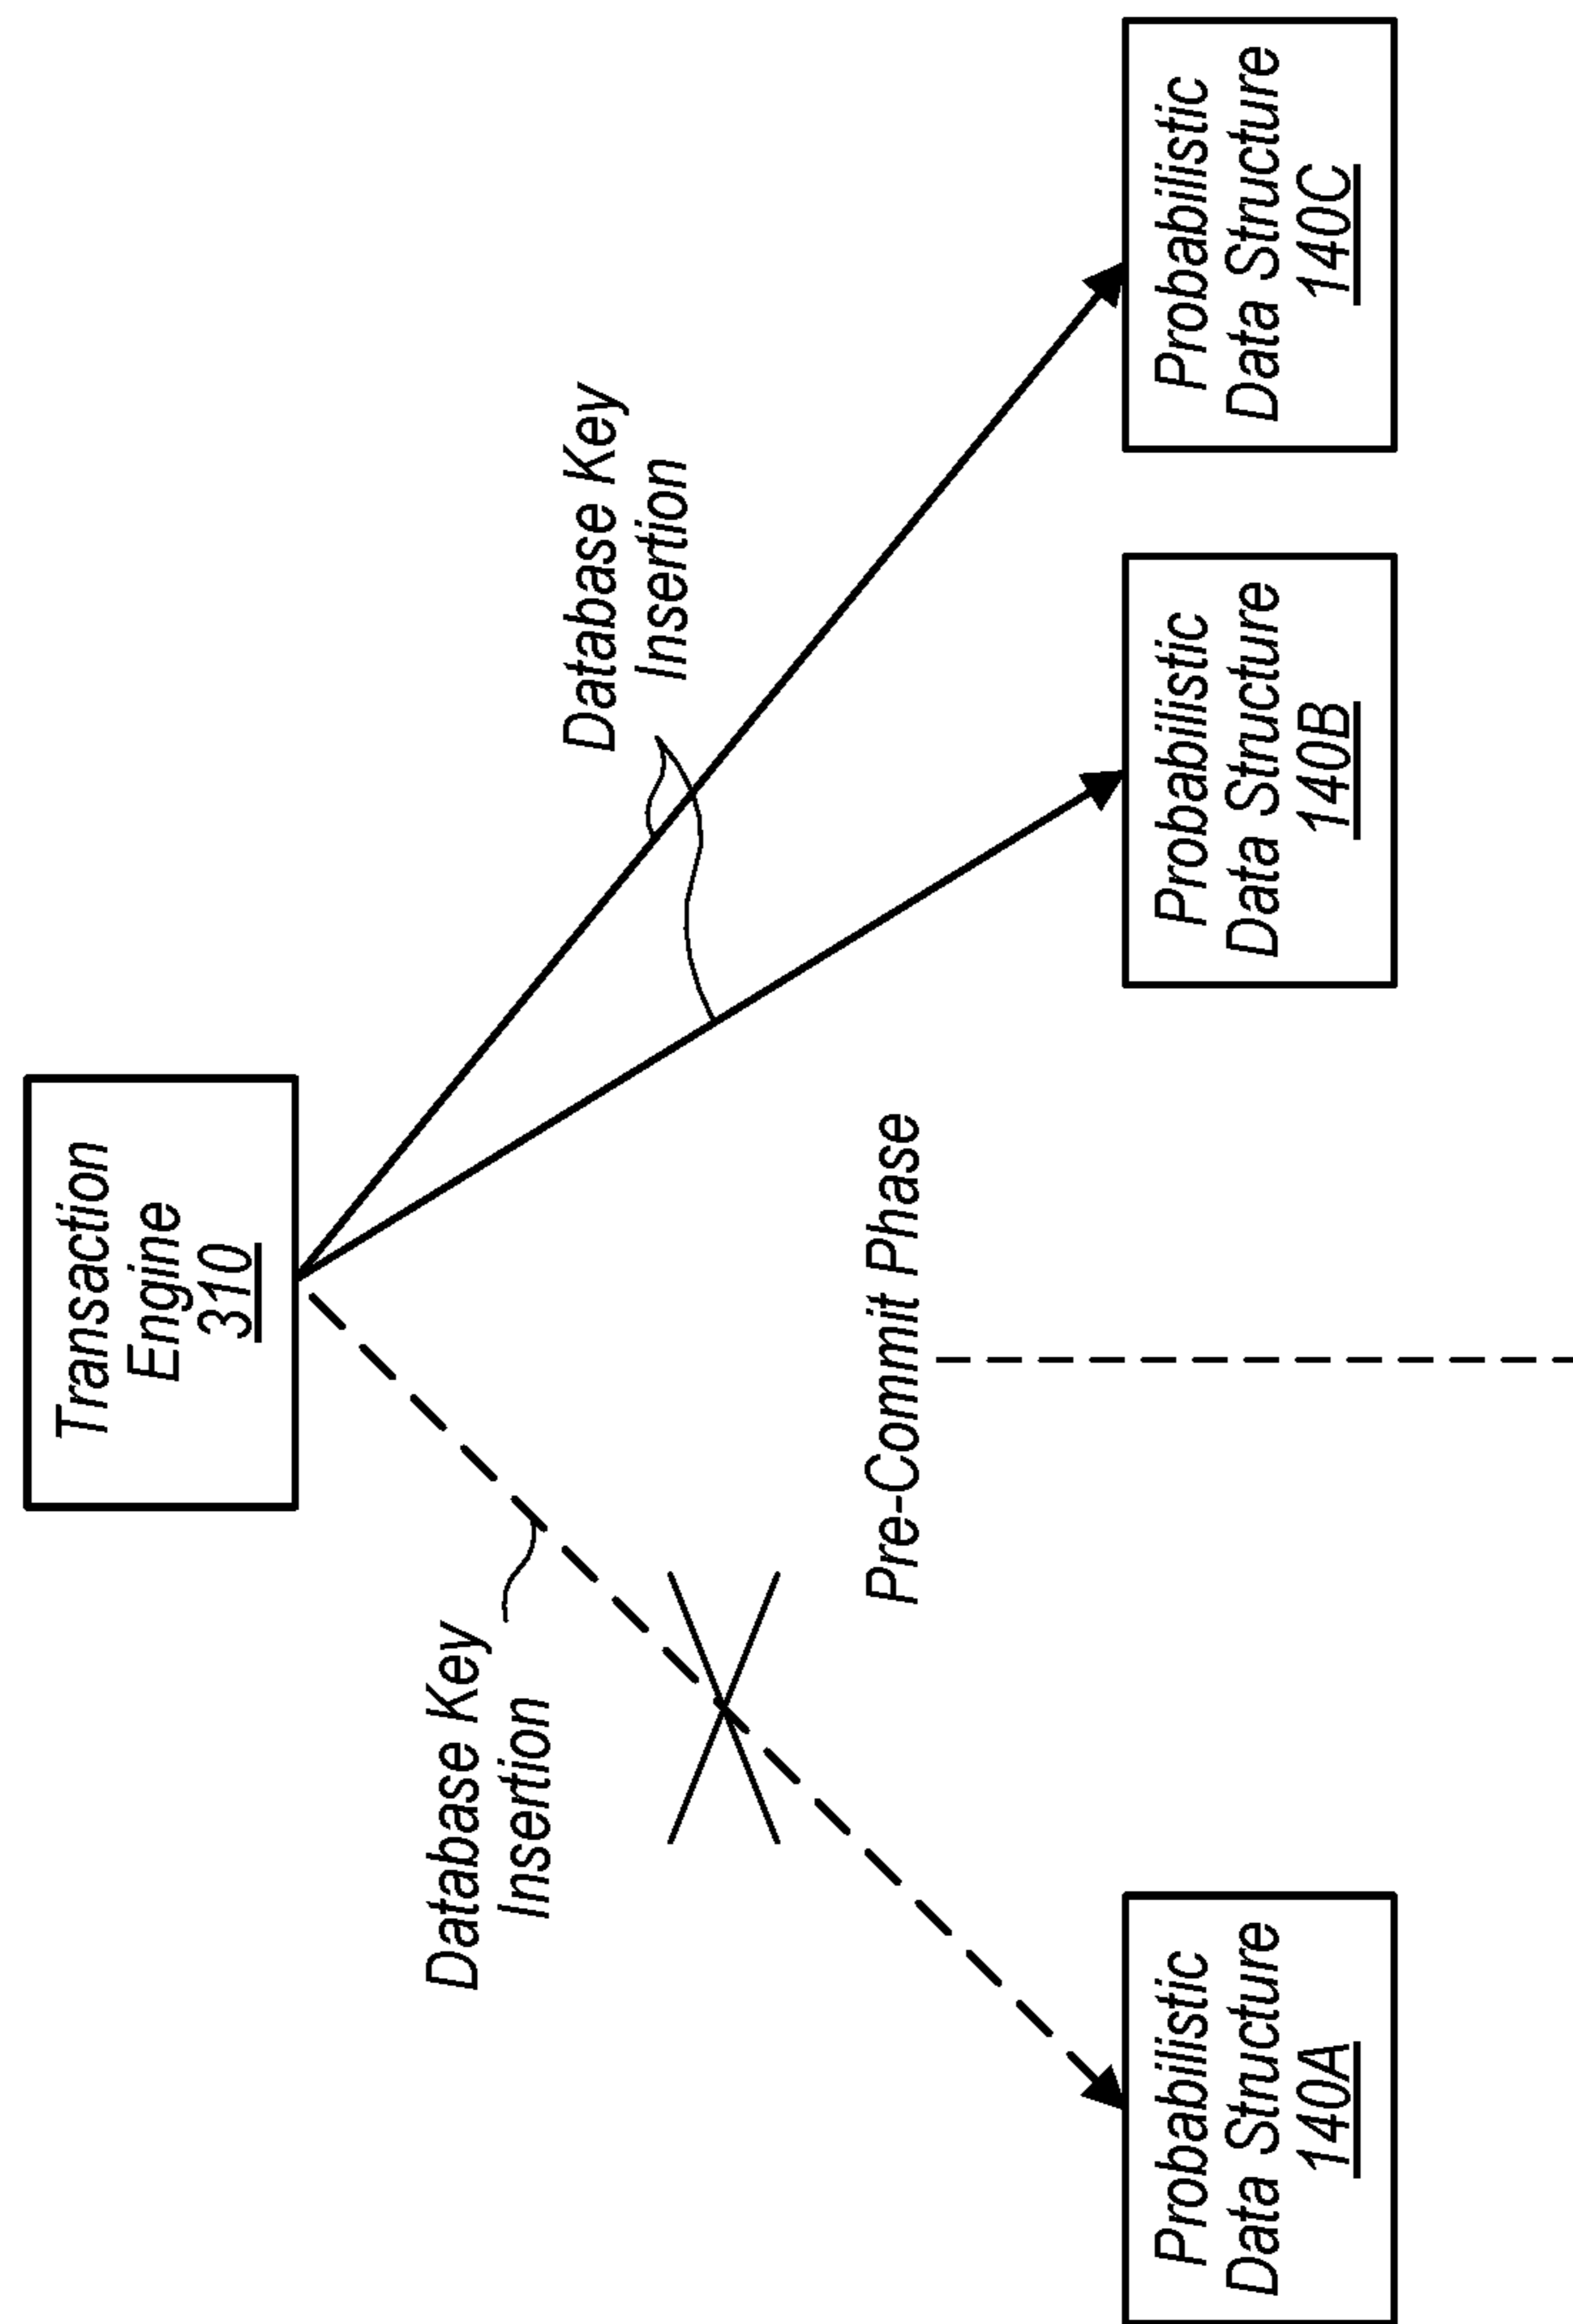 Transaction
Engine
310
Database Key
Insertion
Database Key
Insertion
Pre-Commit Phase
Probabilistic
Data Structure
140A
Probabilistic
Data Structure
140B
Probabilistic
Data Structure
140C